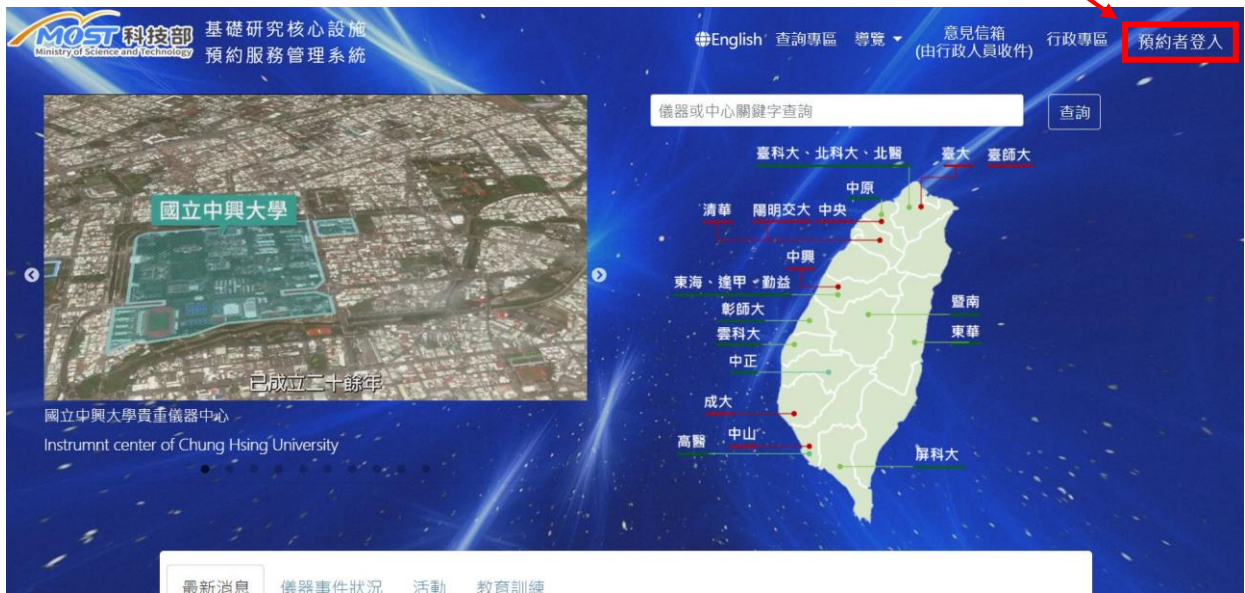 MOST 科技部
Ministry of Science and Technology
基礎研究核心設施
預約服務管理系統
English 查詢專區 導覽 意見信箱
(由行政人員收件) 行政專區 預約者登入
儀器或中心關鍵字查詢 查詢
臺科大、北科大、北醫 臺大 臺師大
中原
清華 陽明交大 中央
中興
東海、逢甲、勤益
彰師大 暨南
雲科大 東華
中正
成大
高醫 中山
屏科大
國立中興大學
已成立二十餘年
國立中興大學貴重儀器中心
Instrumnt center of Chung Hsing University
最新消息 儀器事件狀況 活動 教育訓練